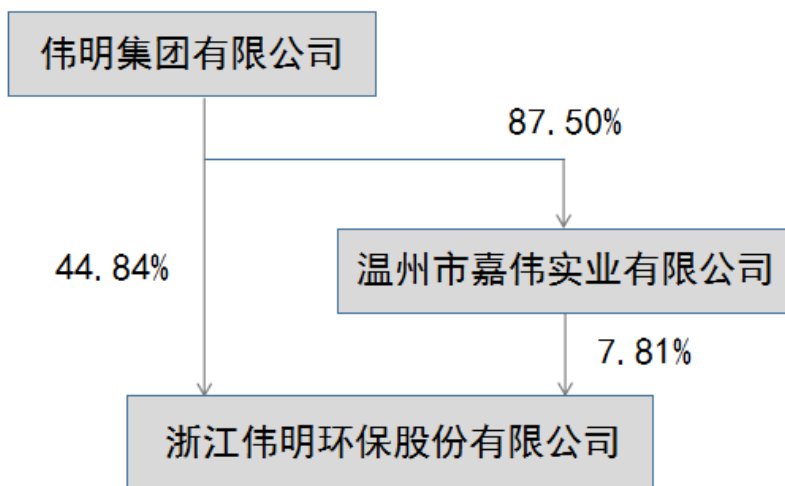 伟明集团有限公司
87.50%
44.84%
温州市嘉伟实业有限公司
7.81%
浙江伟明环保股份有限公司